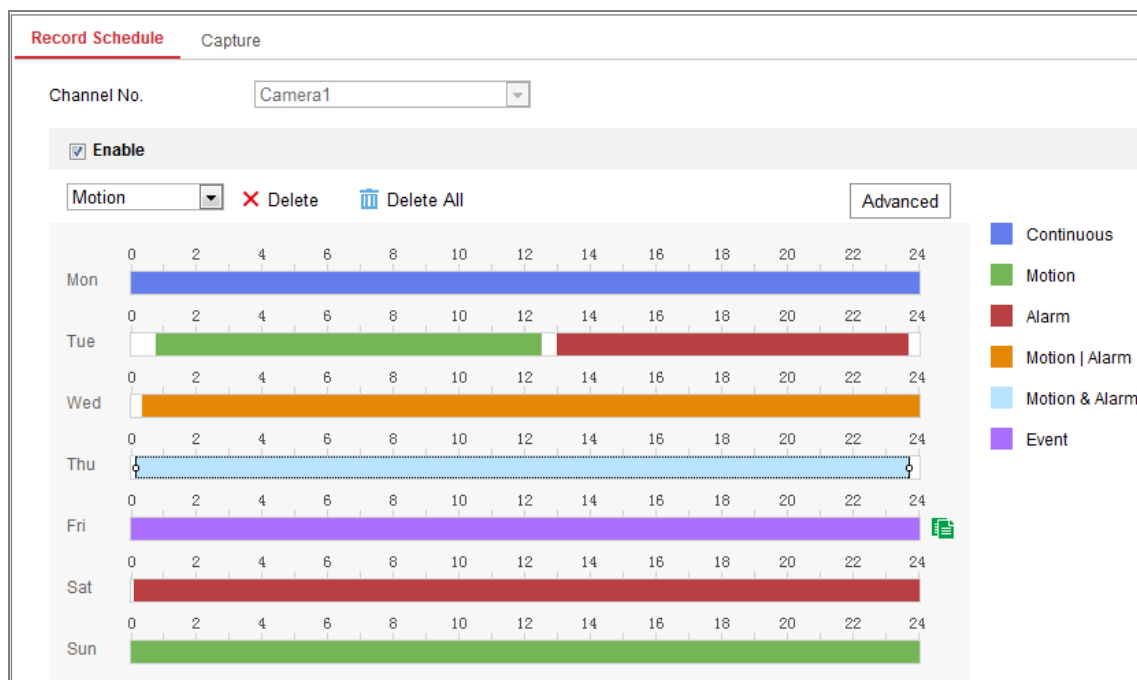 Record Schedule Capture
Channel No. Camera1
Enable
Motion Delete Delete All Advanced
Continuous
Motion
Alarm
Motion | Alarm
Motion & Alarm
Event
0 2 4 6 8 10 12 14 16 18 20 22 24
Mon
0 2 4 6 8 10 12 14 16 18 20 22 24
Tue
0 2 4 6 8 10 12 14 16 18 20 22 24
Wed
0 2 4 6 8 10 12 14 16 18 20 22 24
Thu
0 2 4 6 8 10 12 14 16 18 20 22 24
Fri
0 2 4 6 8 10 12 14 16 18 20 22 24
Sat
0 2 4 6 8 10 12 14 16 18 20 22 24
Sun